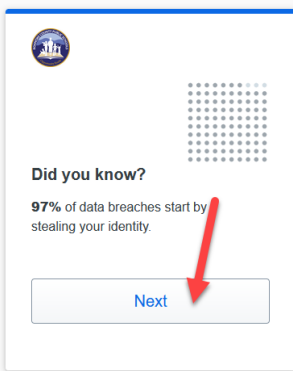 Did you know?
97% of data breaches start by
stealing your identity.
Next